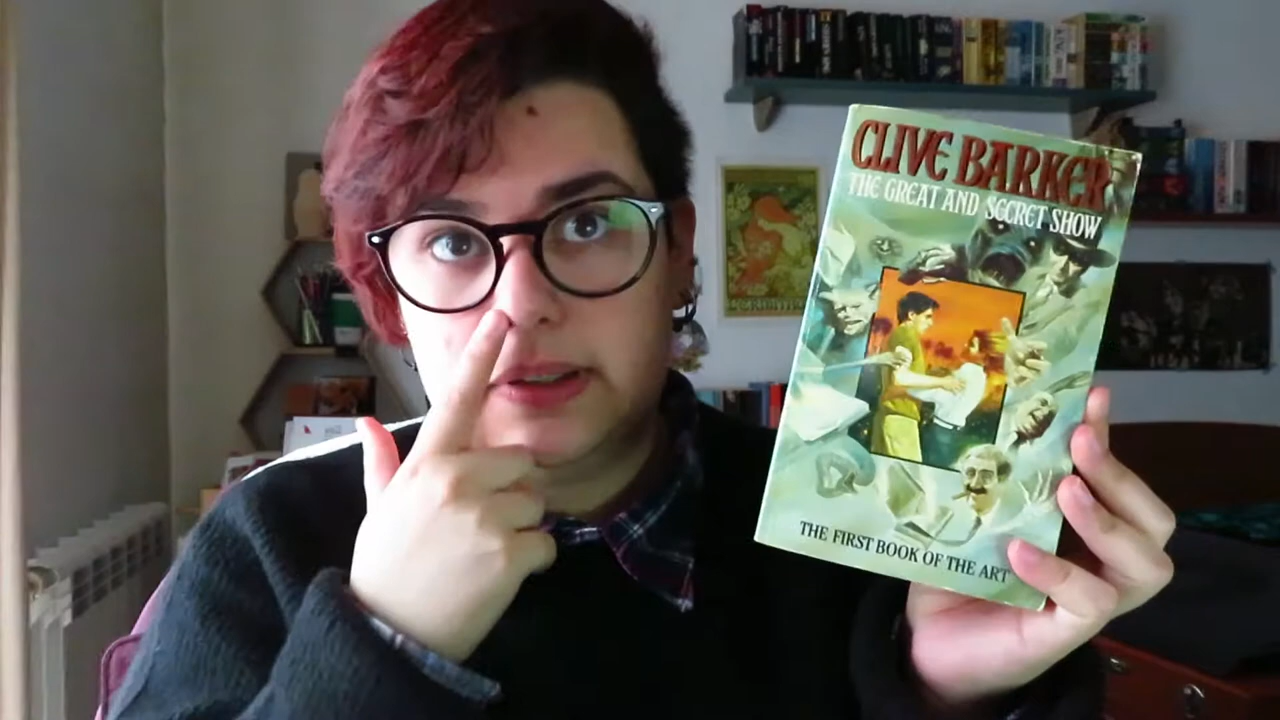 CLIVE BARKER
THE GREAT AND SECRET SHOW
THE FIRST BOOK OF THE ART